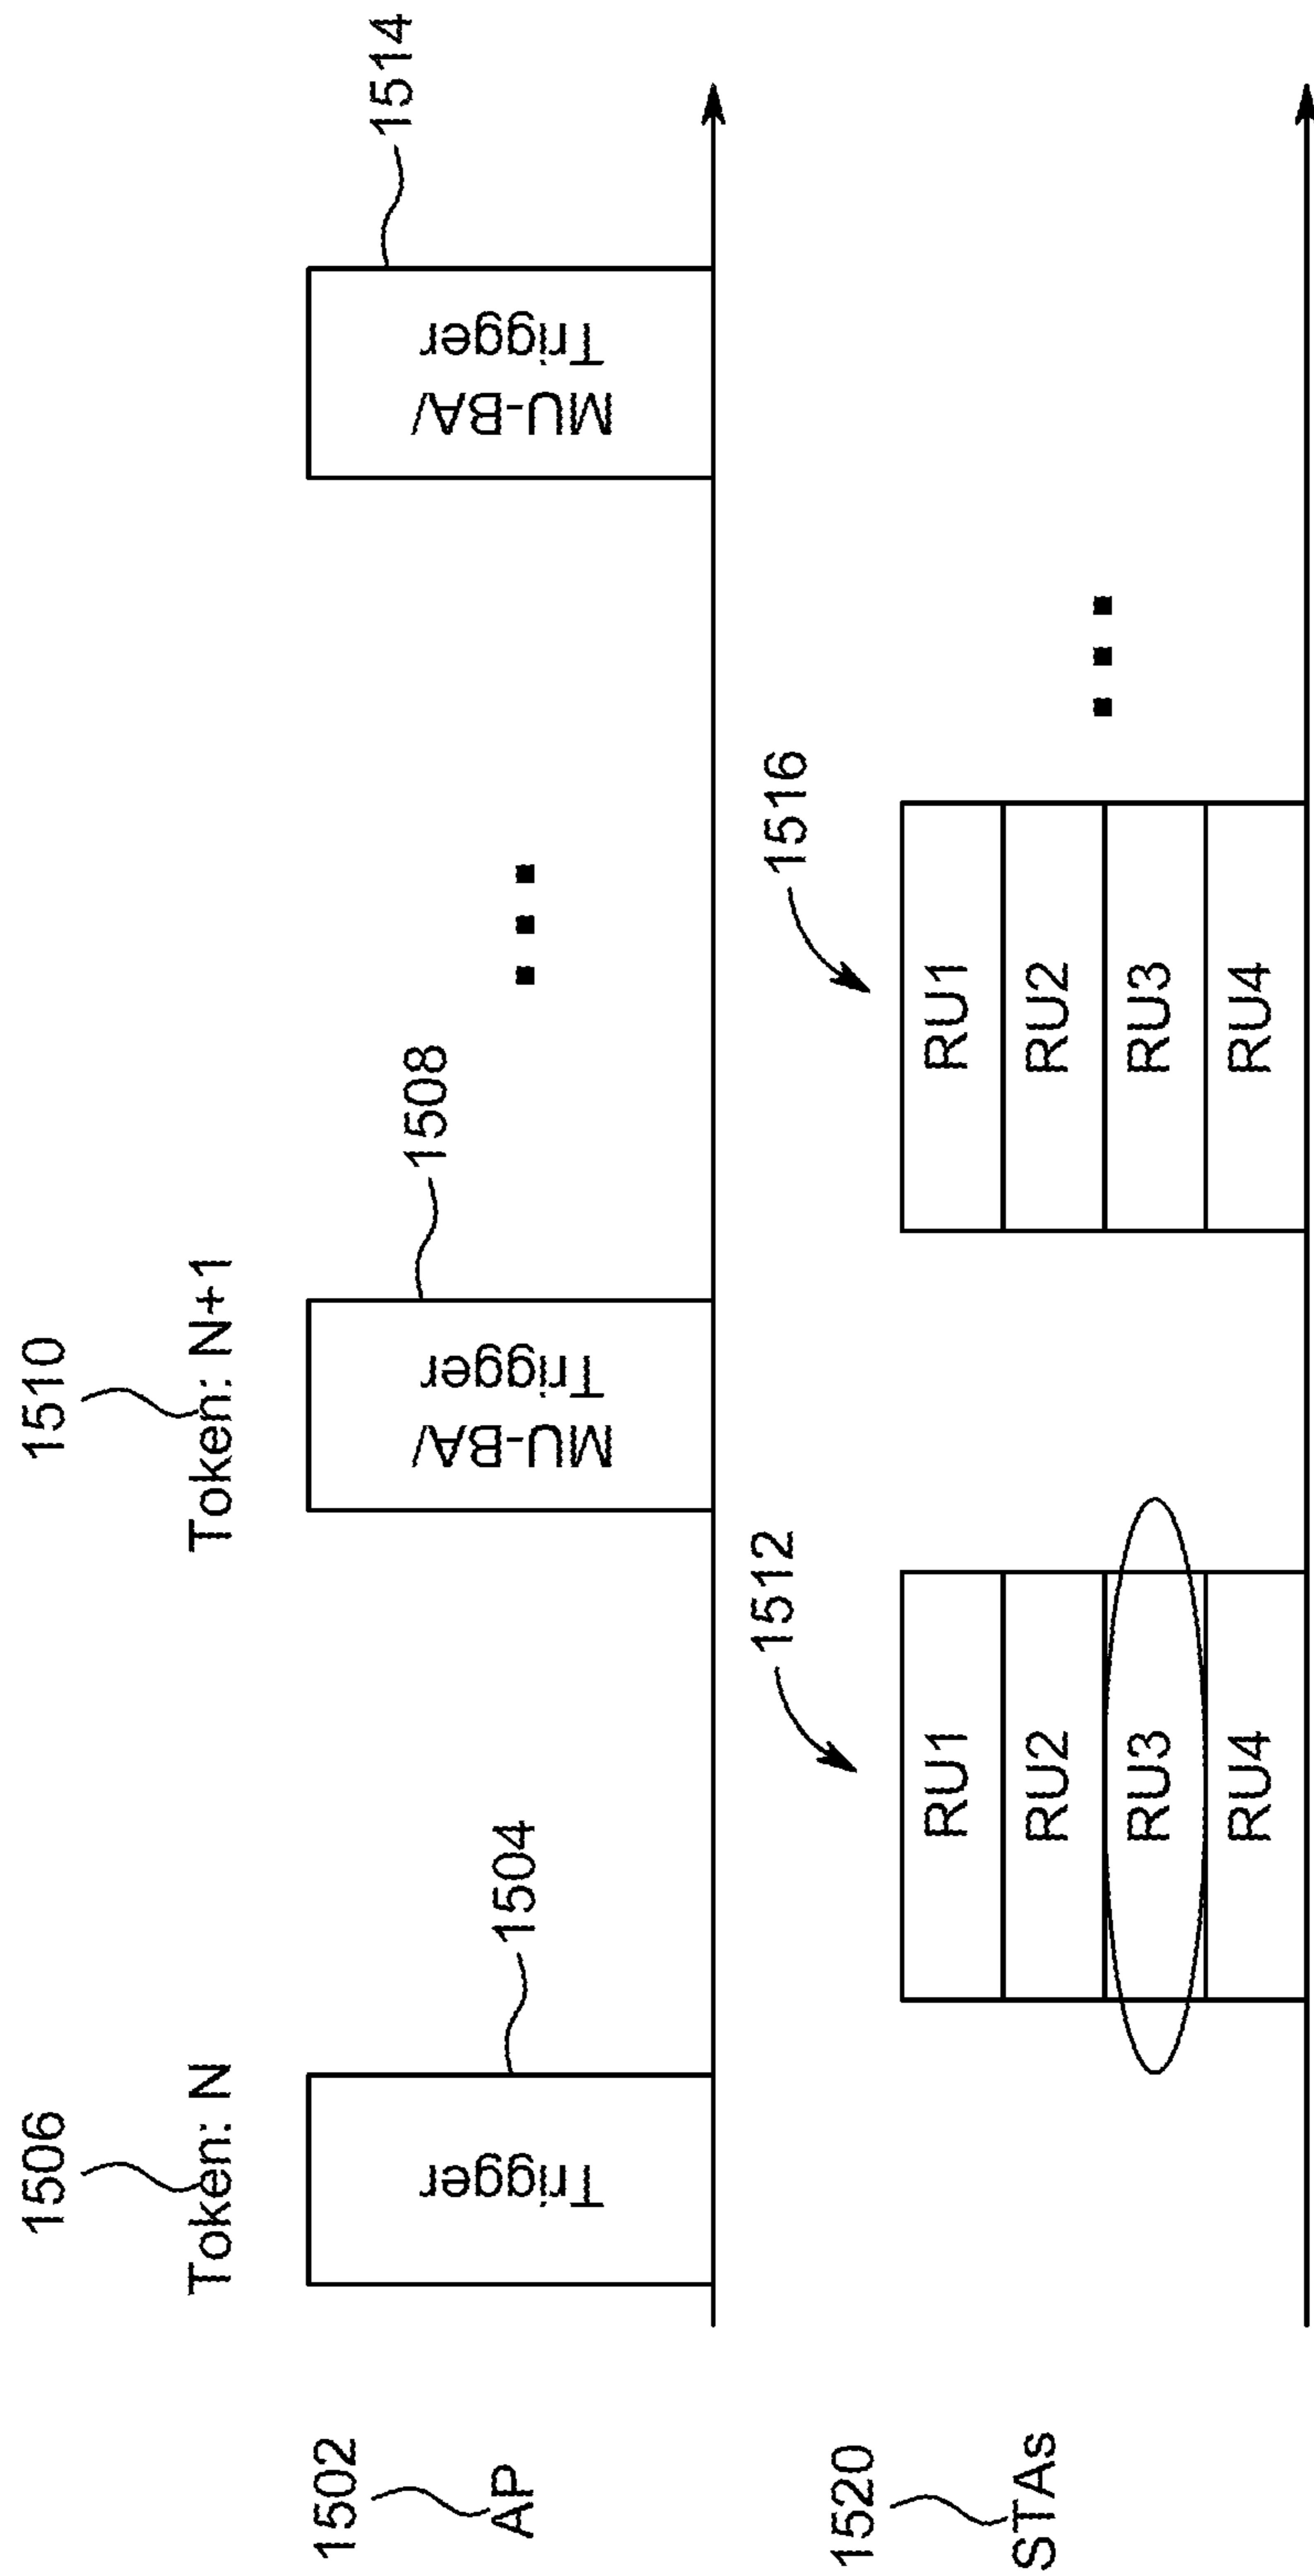 1506
Token: N
1510
Token: N+1
1502
AP
Trigger
1504
MU-BA/
Trigger
1508
MU-BA/
Trigger
1514
1520
STAs
1512
RU1
RU2
RU3
RU4
1516
RU1
RU2
RU3
RU4